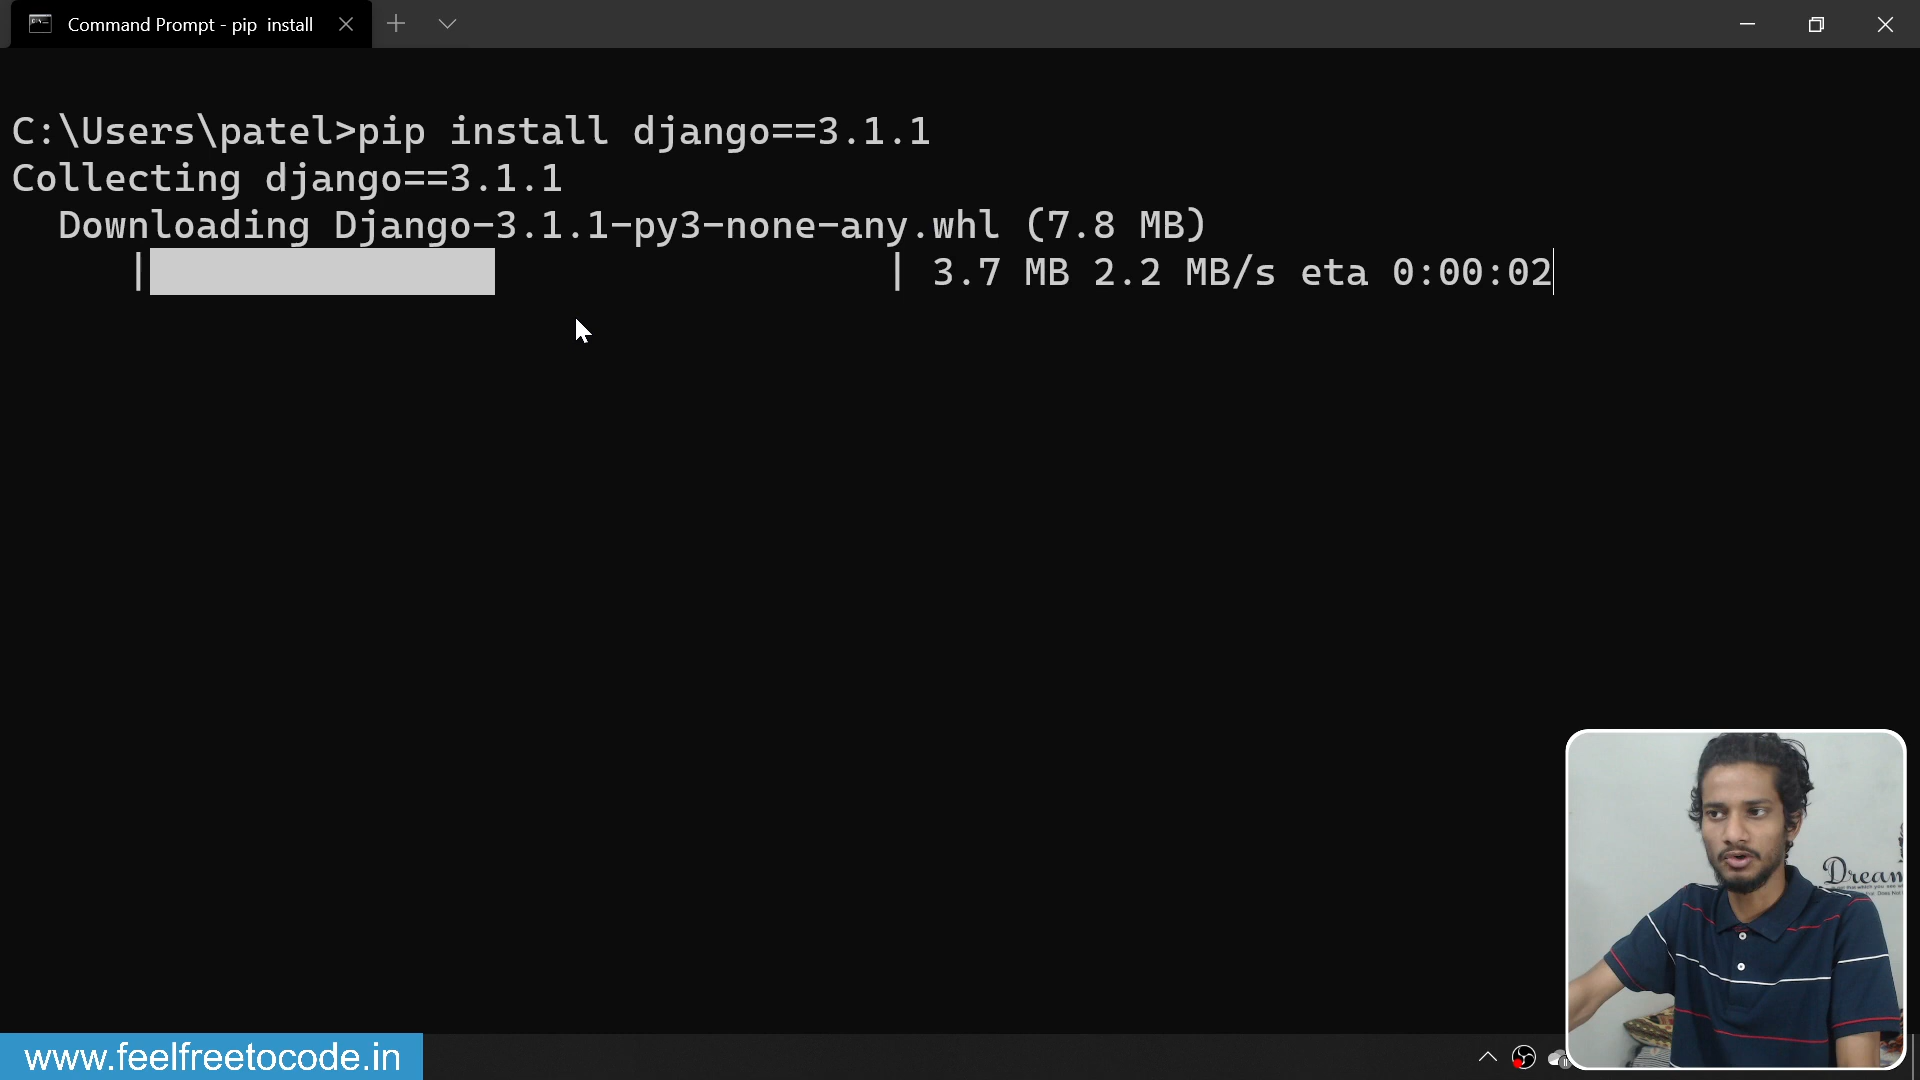 Command Prompt - pip  install
C:\Users\patel>pip install django==3.1.1
Collecting django==3.1.1
Downloading Django-3.1.1-py3-none-any.whl (7.8 MB)
| | 3.7 MB 2.2 MB/s eta 0:00:02
Dream
www.feelfreetocode.in